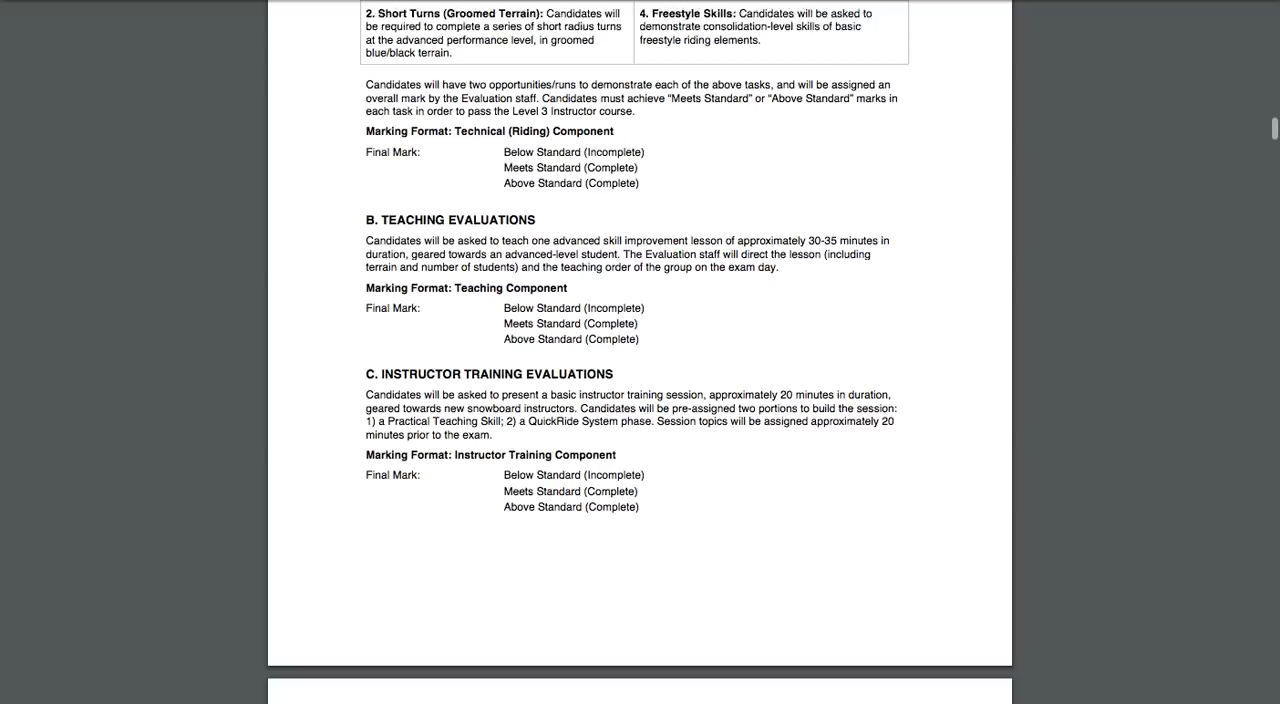 2. Short Turns (Groomed Terrain): Candidates will
be required to complete a series of short radius turns
at the advanced performance level, in groomed
blue/black terrain.
4. Freestyle Skills: Candidates will be asked to
demonstrate consolidation-level skills of basic
freestyle riding elements.
Candidates will have two opportunities/runs to demonstrate each of the above tasks, and will be assigned an
overall mark by the Evaluation staff. Candidates must achieve “Meets Standard” or “Above Standard” marks in
each task in order to pass the Level 3 Instructor course.
Marking Format: Technical (Riding) Component
Final Mark: Below Standard (Incomplete)
Meets Standard (Complete)
Above Standard (Complete)
B. TEACHING EVALUATIONS
Candidates will be asked to teach one advanced skill improvement lesson of approximately 30-35 minutes in
duration, geared towards an advanced-level student. The Evaluation staff will direct the lesson (including
terrain and number of students) and the teaching order of the group on the exam day.
Marking Format: Teaching Component
Final Mark: Below Standard (Incomplete)
Meets Standard (Complete)
Above Standard (Complete)
C. INSTRUCTOR TRAINING EVALUATIONS
Candidates will be asked to present a basic instructor training session, approximately 20 minutes in duration,
geared towards new snowboard instructors. Candidates will be pre-assigned two portions to build the session:
1) a Practical Teaching Skill; 2) a QuickRide System phase. Session topics will be assigned approximately 20
minutes prior to the exam.
Marking Format: Instructor Training Component
Final Mark: Below Standard (Incomplete)
Meets Standard (Complete)
Above Standard (Complete)